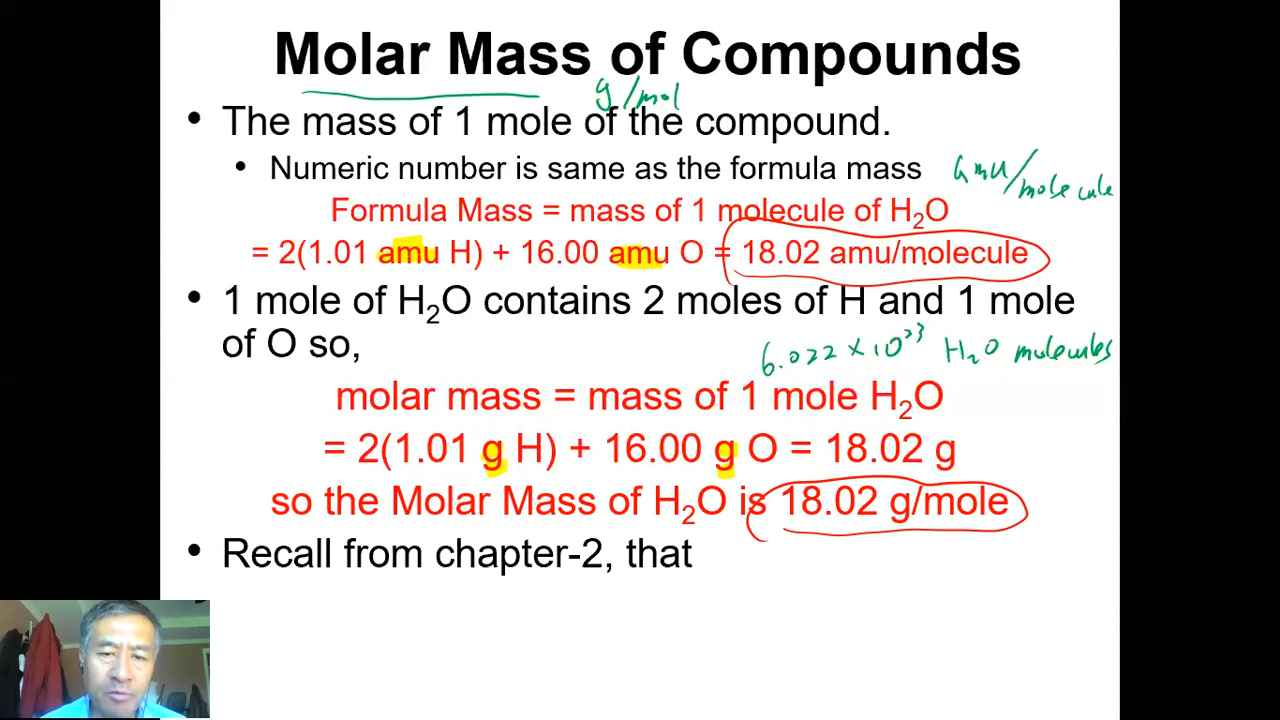 Molar Mass of Compounds
g/mol
• The mass of 1 mole of the compound.
• Numeric number is same as the formula mass
amu/molecule
Formula Mass = mass of 1 molecule of H₂O
= 2(1.01 amu H) + 16.00 amu O = 18.02 amu/molecule
• 1 mole of H₂O contains 2 moles of H and 1 mole
of O so,
6.022 × 10²³ H₂O molecules
molar mass = mass of 1 mole H₂O
= 2(1.01 g H) + 16.00 g O = 18.02 g
so the Molar Mass of H₂O is 18.02 g/mole
• Recall from chapter-2, that